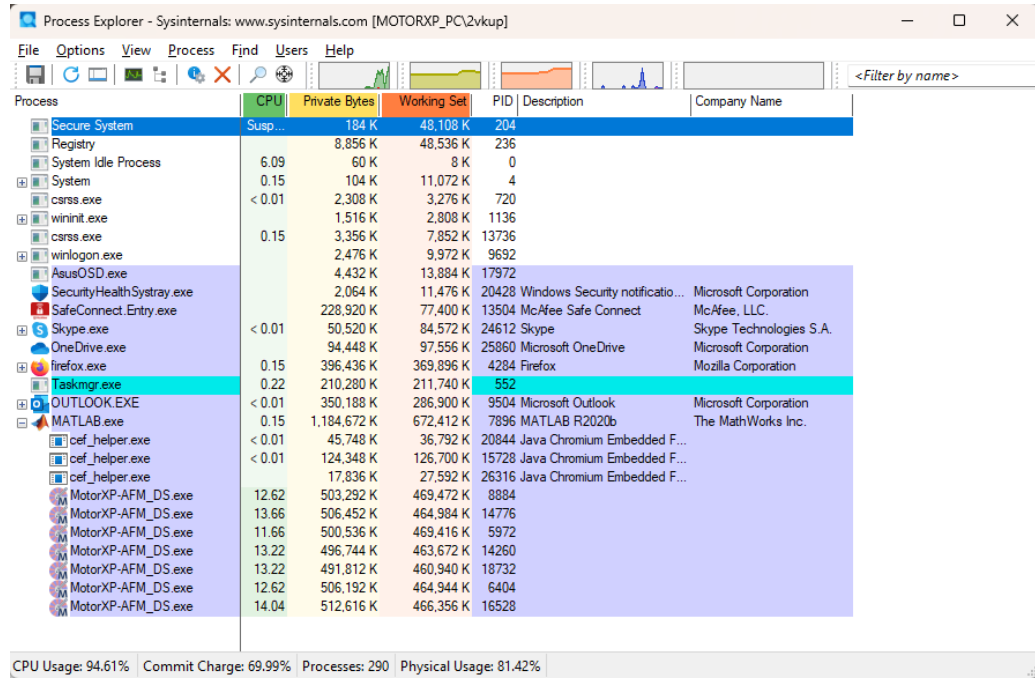 Process Explorer - Sysinternals: www.sysinternals.com [MOTORXP_PC\2vkup]
File Options View Process Find Users Help
<Filter by name>
Process CPU Private Bytes Working Set PID Description Company Name
Secure System Susp... 184 K 48,108 K 204
Registry 8,856 K 48,536 K 236
System Idle Process 6.09 60 K 8 K 0
System 0.15 104 K 11,072 K 4
csrss.exe < 0.01 2,308 K 3,276 K 720
wininit.exe 1,516 K 2,808 K 1136
csrss.exe 0.15 3,356 K 7,852 K 13736
winlogon.exe 2,476 K 9,972 K 9692
AsusOSD.exe 4,432 K 13,884 K 17972
SecurityHealthSystray.exe 2,064 K 11,476 K 20428 Windows Security notificatio... Microsoft Corporation
SafeConnect.Entry.exe 228,920 K 77,400 K 13504 McAfee Safe Connect McAfee, LLC.
Skype.exe < 0.01 50,520 K 84,572 K 24612 Skype Skype Technologies S.A.
OneDrive.exe 94,448 K 97,556 K 25860 Microsoft OneDrive Microsoft Corporation
firefox.exe 0.15 396,436 K 369,896 K 4284 Firefox Mozilla Corporation
Taskmgr.exe 0.22 210,280 K 211,740 K 552
OUTLOOK.EXE < 0.01 350,188 K 286,900 K 9504 Microsoft Outlook Microsoft Corporation
MATLAB.exe 0.15 1,184,672 K 672,412 K 7896 MATLAB R2020b The MathWorks Inc.
cef_helper.exe < 0.01 45,748 K 36,792 K 20844 Java Chromium Embedded F...
cef_helper.exe < 0.01 124,348 K 126,700 K 15728 Java Chromium Embedded F...
cef_helper.exe 17,836 K 27,592 K 26316 Java Chromium Embedded F...
MotorXP-AFM_DS.exe 12.62 503,292 K 469,472 K 8884
MotorXP-AFM_DS.exe 13.66 506,452 K 464,984 K 14776
MotorXP-AFM_DS.exe 11.66 500,536 K 469,416 K 5972
MotorXP-AFM_DS.exe 13.22 496,744 K 463,672 K 14260
MotorXP-AFM_DS.exe 13.22 491,812 K 460,940 K 18732
MotorXP-AFM_DS.exe 12.62 506,192 K 464,944 K 6404
MotorXP-AFM_DS.exe 14.04 512,616 K 466,356 K 16528
CPU Usage: 94.61% Commit Charge: 69.99% Processes: 290 Physical Usage: 81.42%